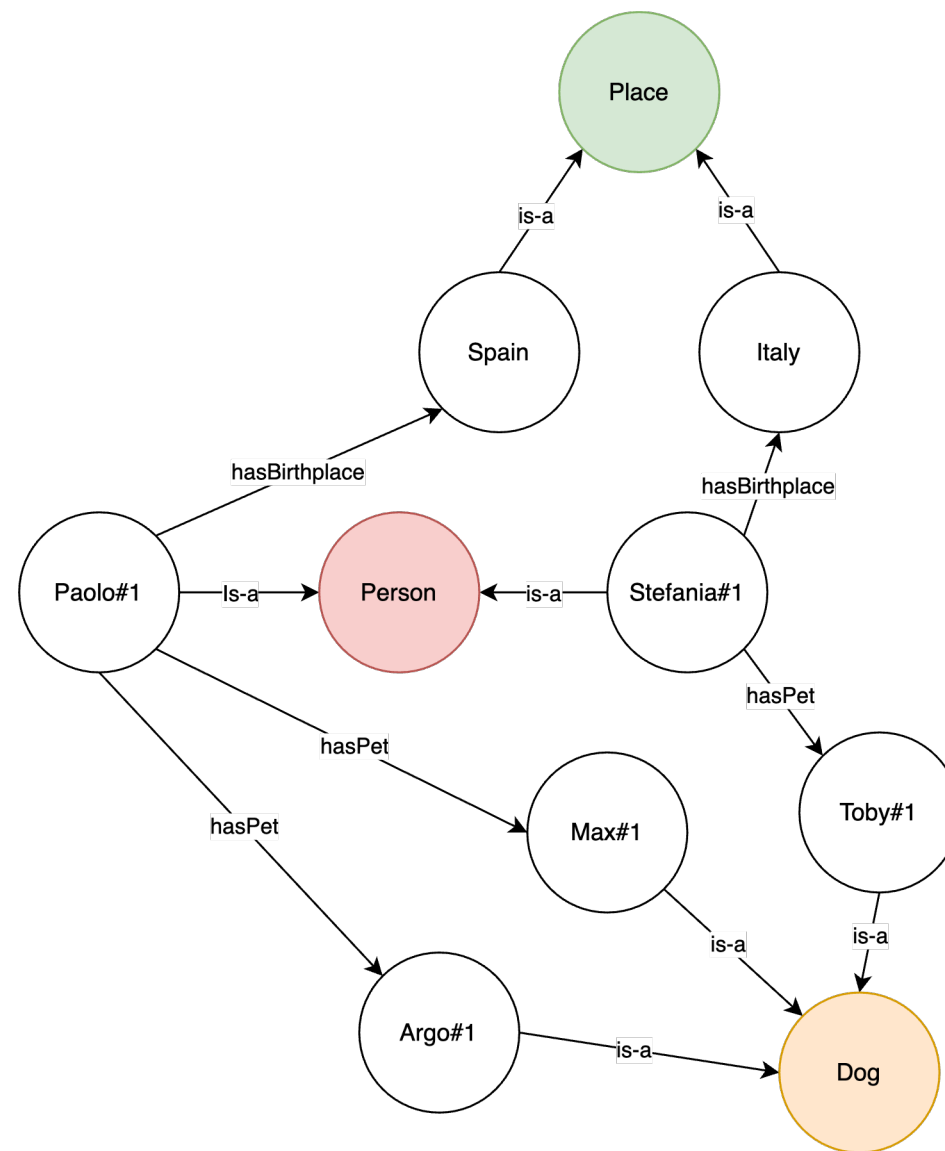 Place
is-a
is-a
Spain
Italy
hasBirthplace
hasBirthplace
Paolo#1
Is-a
Person
is-a
Stefania#1
hasPet
hasPet
Toby#1
hasPet
Max#1
is-a
is-a
Argo#1
is-a
Dog